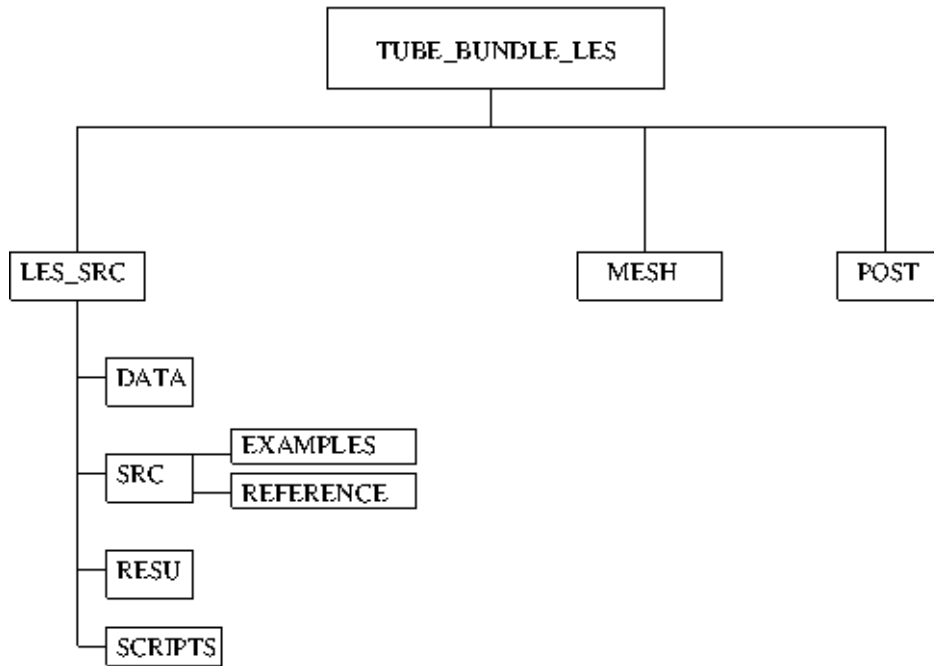 TUBE_BUNDLE_LES
LES_SRC
MESH
POST
DATA
SRC
EXAMPLES
REFERENCE
RESU
SCRIPTS